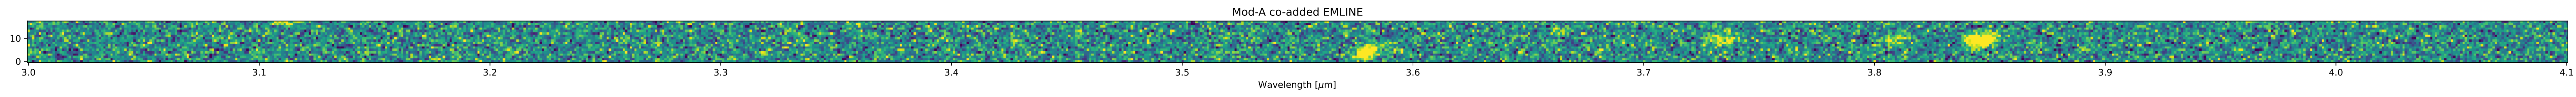 Mod-A co-added EMLINE
10
0
3.0 3.1 3.2 3.3 3.4 3.5 3.6 3.7 3.8 3.9 4.0 4.1
Wavelength [μm]